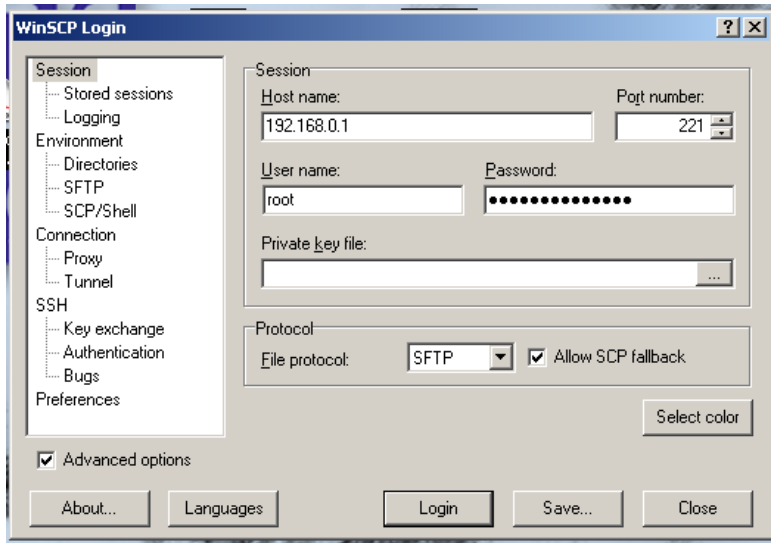 WinSCP Login
Session
Stored sessions
Logging
Environment
Directories
SFTP
SCP/Shell
Connection
Proxy
Tunnel
SSH
Key exchange
Authentication
Bugs
Preferences
Advanced options
Session
Host name:
Port number:
192.168.0.1
221
User name:
Password:
root
●●●●●●●●●●●●●●
Private key file:
...
Protocol
File protocol:
SFTP
Allow SCP fallback
Select color
About...
Languages
Login
Save...
Close